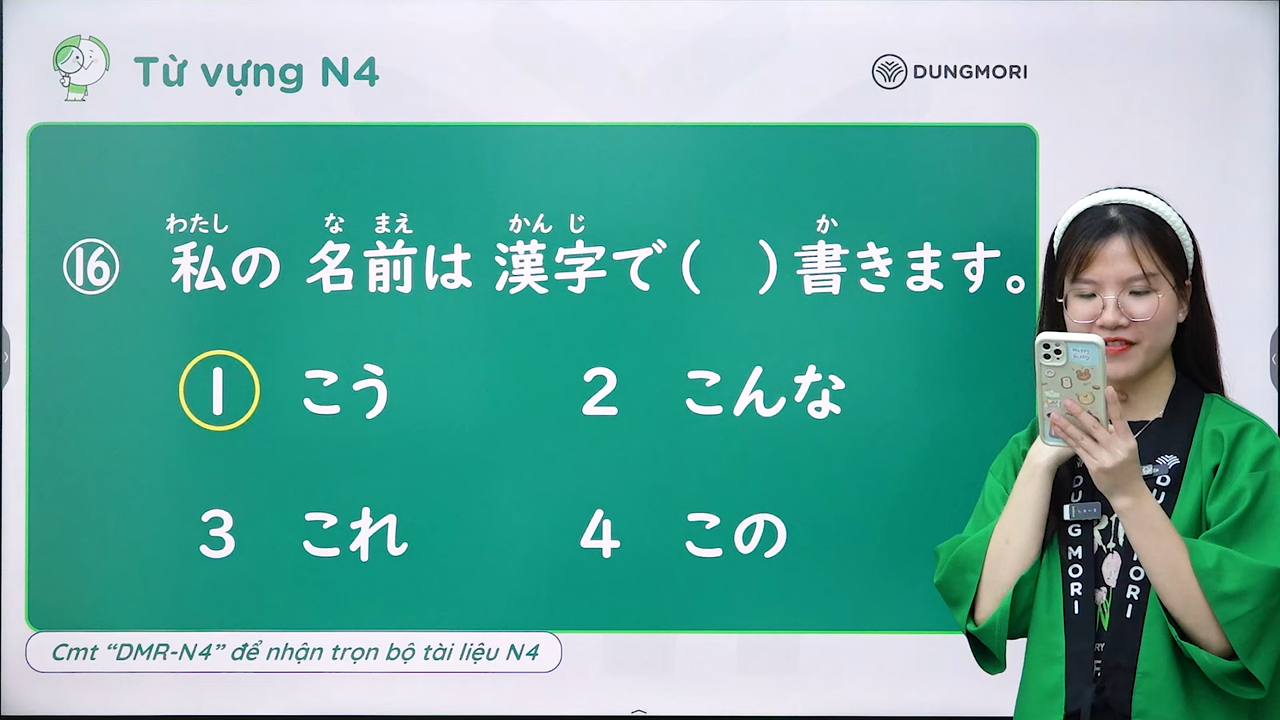 Từ vựng N4
DUNGMORI
わたし な まえ かん じ か
⑯ 私の 名前は 漢字で( )書きます。
1 こう 2 こんな
3 これ 4 この
Cmt “DMR-N4” để nhận trọn bộ tài liệu N4
DUNGMORI
DUNGMORI